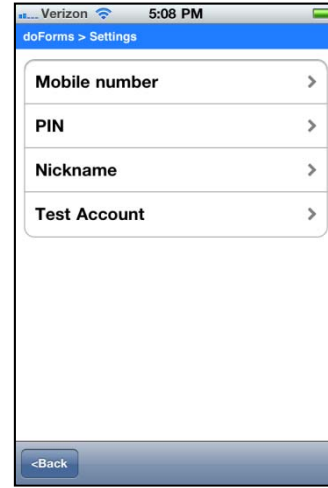 Verizon 5:08 PM
doForms > Settings
Mobile number >
PIN >
Nickname >
Test Account >
<Back